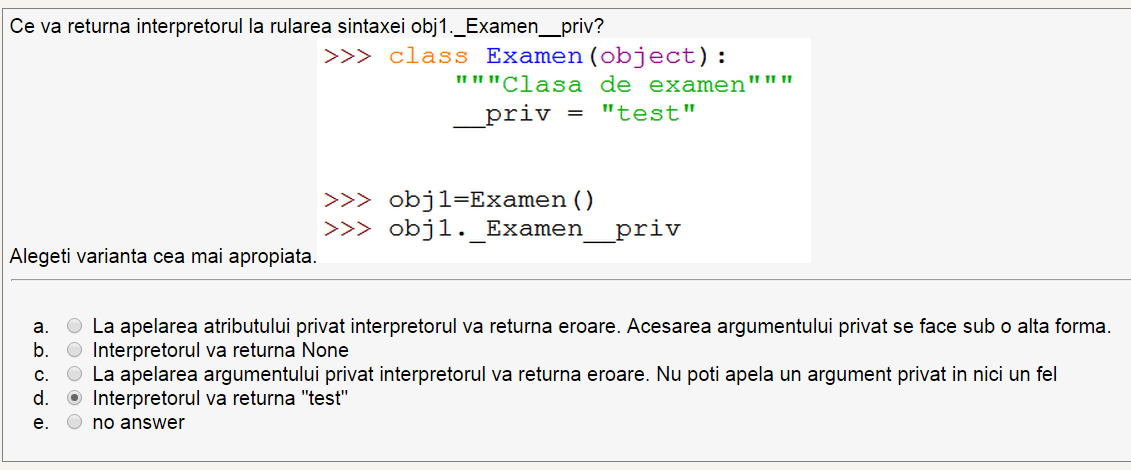 Ce va returna interpretorul la rularea sintaxei obj1._Examen__priv?
>>> class Examen(object):
"""Clasa de examen"""
__priv = "test"
>>> obj1=Examen()
>>> obj1._Examen__priv
Alegeti varianta cea mai apropiata.
a. La apelarea atributului privat interpretorul va returna eroare. Acesarea argumentului privat se face sub o alta forma.
b. Interpretorul va returna None
c. La apelarea argumentului privat interpretorul va returna eroare. Nu poti apela un argument privat in nici un fel
d. Interpretorul va returna "test"
e. no answer